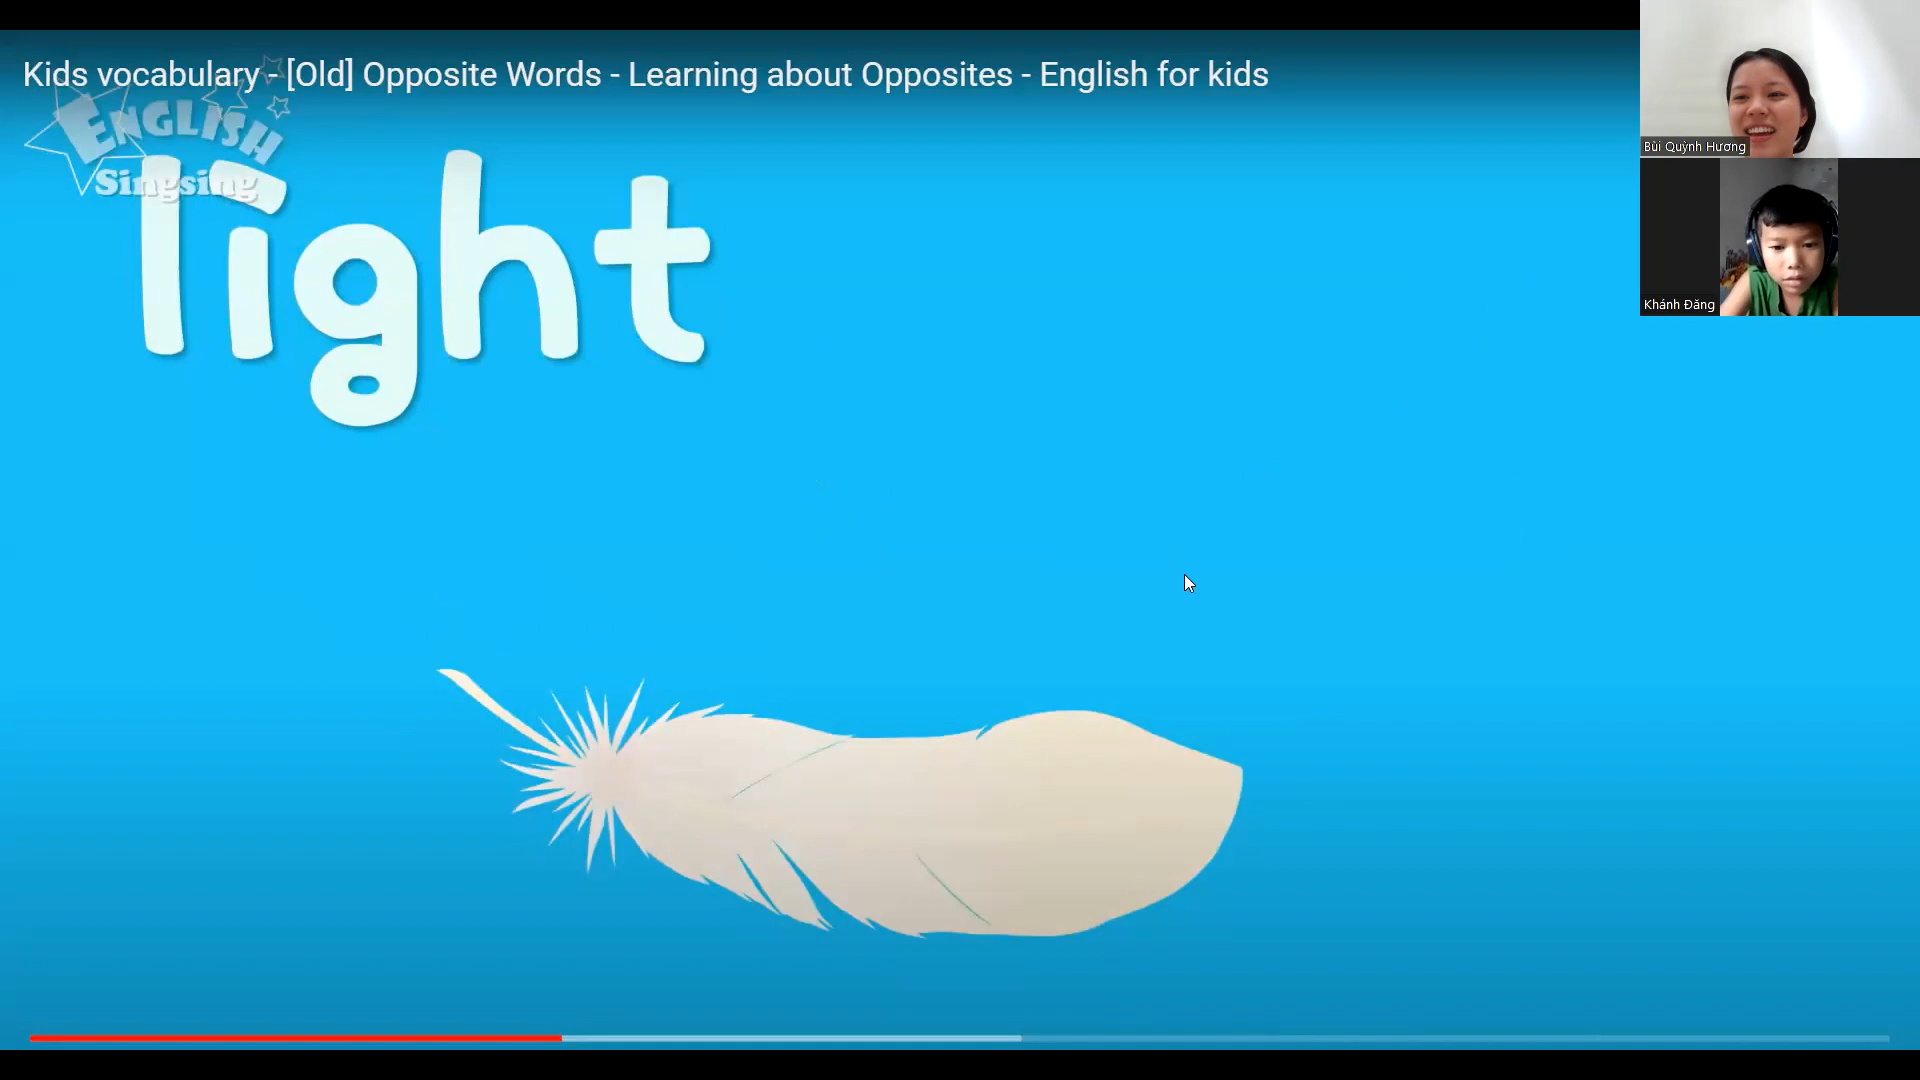 Kids vocabulary - [Old] Opposite Words - Learning about Opposites - English for kids
ENGLISH
Singsing
light
Bùi Quỳnh Hương
Khánh Đăng